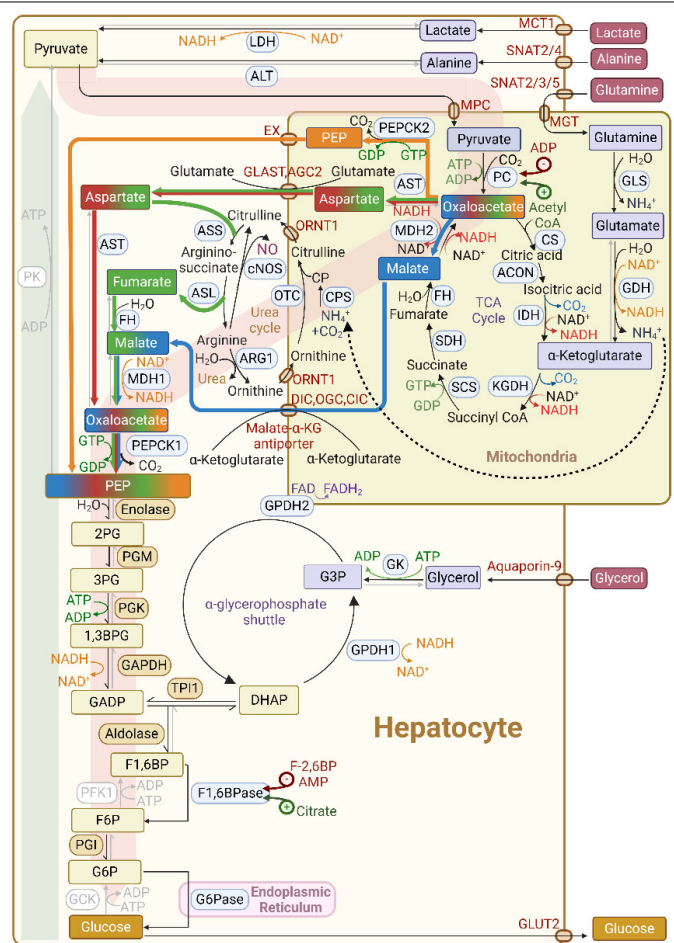 MCT1
Lactate
Lactate
NADH
LDH
NAD⁺
Pyruvate
SNAT2/4
Alanine
Alanine
ALT
SNAT2/3/5
Glutamine
MPC
MGT
EX
PEP
CO₂
PEPCK2
GDP
GTP
Pyruvate
Glutamine
ADP
-
ATP
ADP
CO₂
PC
+
H₂O
GLS
NH₄⁺
Glutamate
GLAST,AGC2
Glutamate
AST
Aspartate
Aspartate
NADH
Oxaloacetate
Acetyl
CoA
Glutamate
MDH2
NAD⁺
NADH
NAD⁺
CS
Citric acid
ACON
H₂O
NAD⁺
GDH
NADH
NH₄⁺
ATP
PK
ADP
AST
ASS
Citrulline
ORNT1
Citrulline
Arginino-
succinate
NO
cNOS
Malate
Isocitric acid
Fumarate
ASL
OTC
CP
CPS
NH₄⁺
+CO₂
H₂O
FH
Fumarate
TCA
Cycle
IDH
CO₂
NAD⁺
NADH
H₂O
FH
Urea
cycle
Malate
Arginine
SDH
α-Ketoglutarate
NAD⁺
MDH1
NADH
H₂O
ARG1
Urea
Ornithine
Ornithine
ORNT1
Succinate
GTP
GDP
SCS
KGDH
CO₂
NAD⁺
NADH
Succinyl CoA
DIC,OGC,CIC
Oxaloacetate
Malate-α-KG
antiporter
GTP
GDP
PEPCK1
CO₂
α-Ketoglutarate
α-Ketoglutarate
Mitochondria
PEP
FAD
FADH₂
GPDH2
H₂O
Enolase
2PG
PGM
3PG
ATP
ADP
PGK
G3P
ADP
GK
ATP
Glycerol
Aquaporin-9
Glycerol
α-glycerophosphate
shuttle
1,3BPG
NADH
NAD⁺
GAPDH
GPDH1
NADH
NAD⁺
TPI1
GADP
DHAP
Hepatocyte
Aldolase
F1,6BP
PFK1
ADP
ATP
F1,6BPase
-
F-2,6BP
AMP
+
Citrate
F6P
PGI
G6P
GCK
ADP
ATP
G6Pase
Endoplasmic
Reticulum
Glucose
GLUT2
Glucose